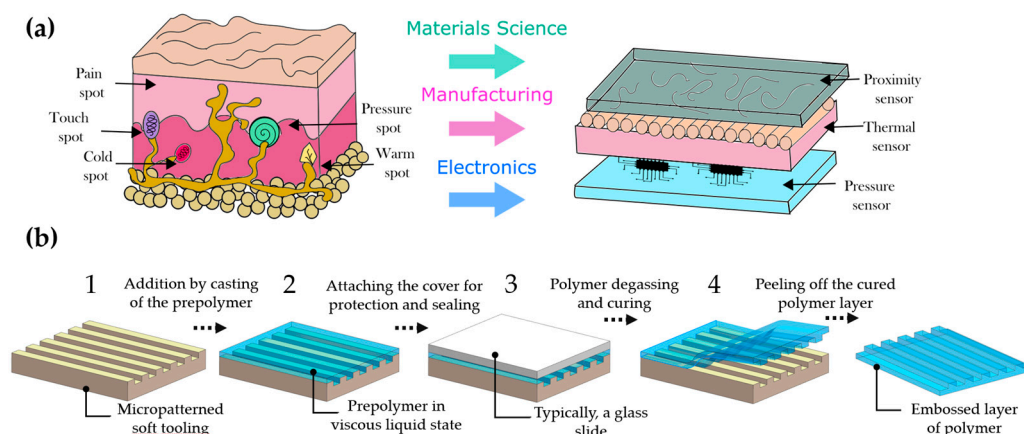 (a)
Pain
spot
Touch
spot
Cold
spot
Pressure
spot
Warm
spot
Materials Science
Manufacturing
Electronics
Proximity
sensor
Thermal
sensor
Pressure
sensor
(b)
1
Addition by casting
of the prepolymer
2
Attaching the cover for
protection and sealing
3
Polymer degassing
and curing
4
Peeling off the cured
polymer layer
Micropatterned
soft tooling
Prepolymer in
viscous liquid state
Typically, a glass
slide
Embossed layer
of polymer